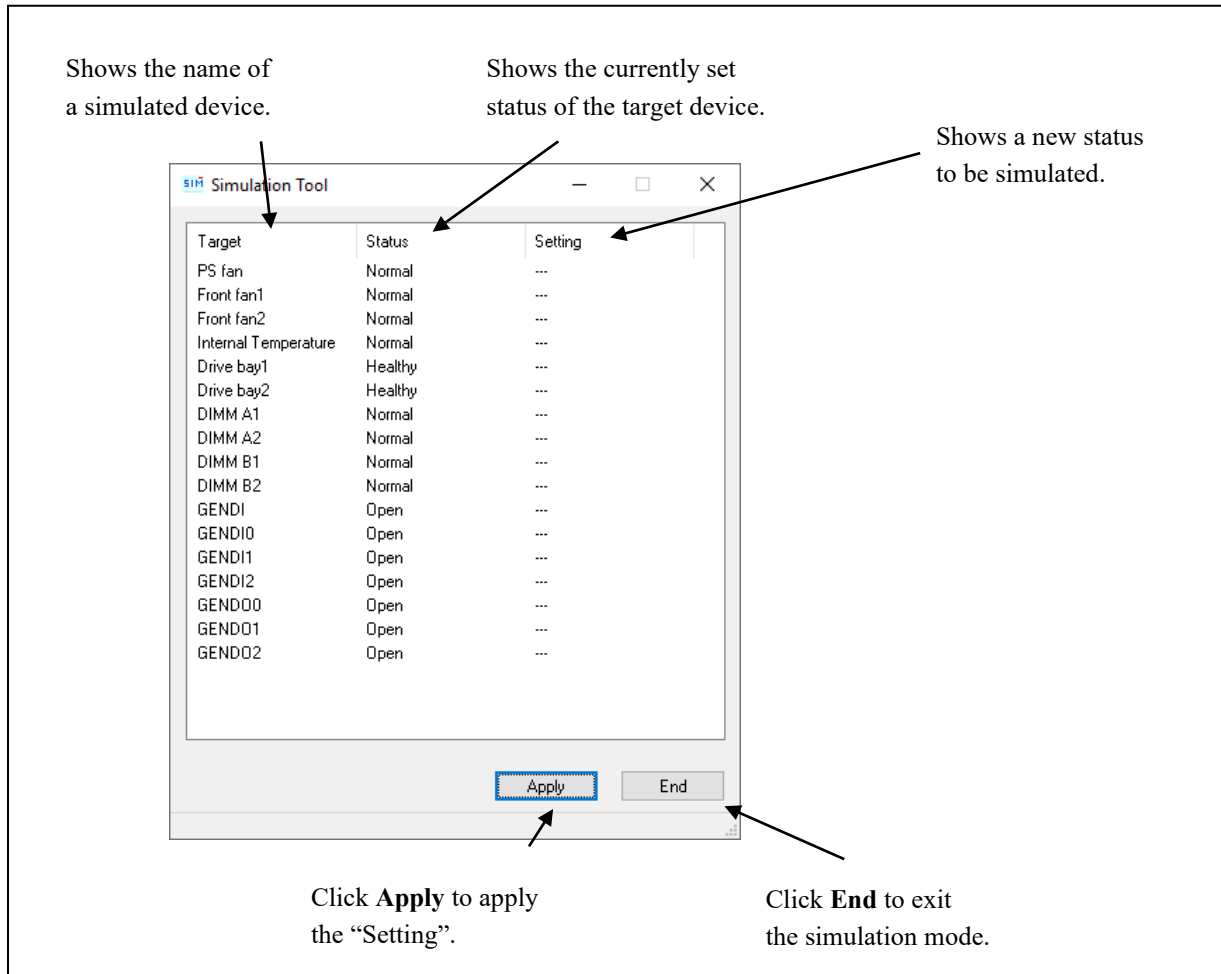 Shows the name of
a simulated device.
Shows the currently set
status of the target device.
Shows a new status
to be simulated.
SIM Simulation Tool
Target Status Setting
PS fan Normal ---
Front fan1 Normal ---
Front fan2 Normal ---
Internal Temperature Normal ---
Drive bay1 Healthy ---
Drive bay2 Healthy ---
DIMM A1 Normal ---
DIMM A2 Normal ---
DIMM B1 Normal ---
DIMM B2 Normal ---
GENDI Open ---
GENDI0 Open ---
GENDI1 Open ---
GENDI2 Open ---
GENDO0 Open ---
GENDO1 Open ---
GENDO2 Open ---
Apply End
Click Apply to apply
the “Setting”.
Click End to exit
the simulation mode.